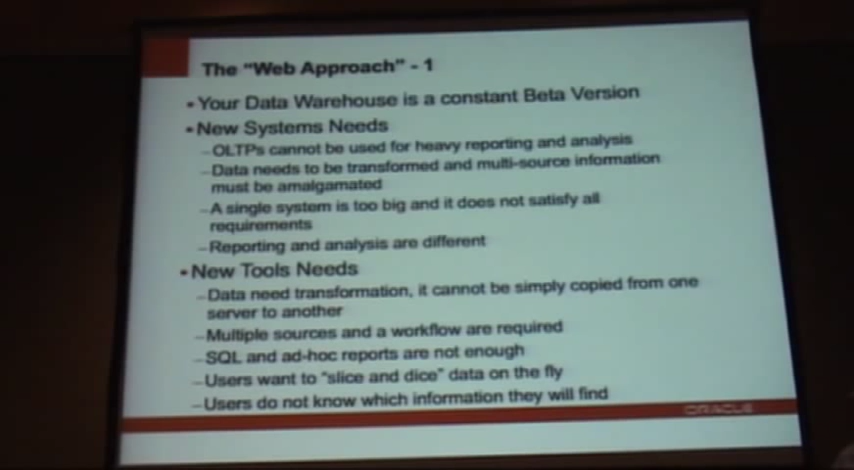 The "Web Approach" - 1
• Your Data Warehouse is a constant Beta Version
• New Systems Needs
– OLTPs cannot be used for heavy reporting and analysis
– Data needs to be transformed and multi-source information
must be amalgamated
– A single system is too big and it does not satisfy all
requirements
– Reporting and analysis are different
• New Tools Needs
– Data need transformation, it cannot be simply copied from one
server to another
– Multiple sources and a workflow are required
– SQL and ad-hoc reports are not enough
– Users want to "slice and dice" data on the fly
– Users do not know which information they will find
ORACLE